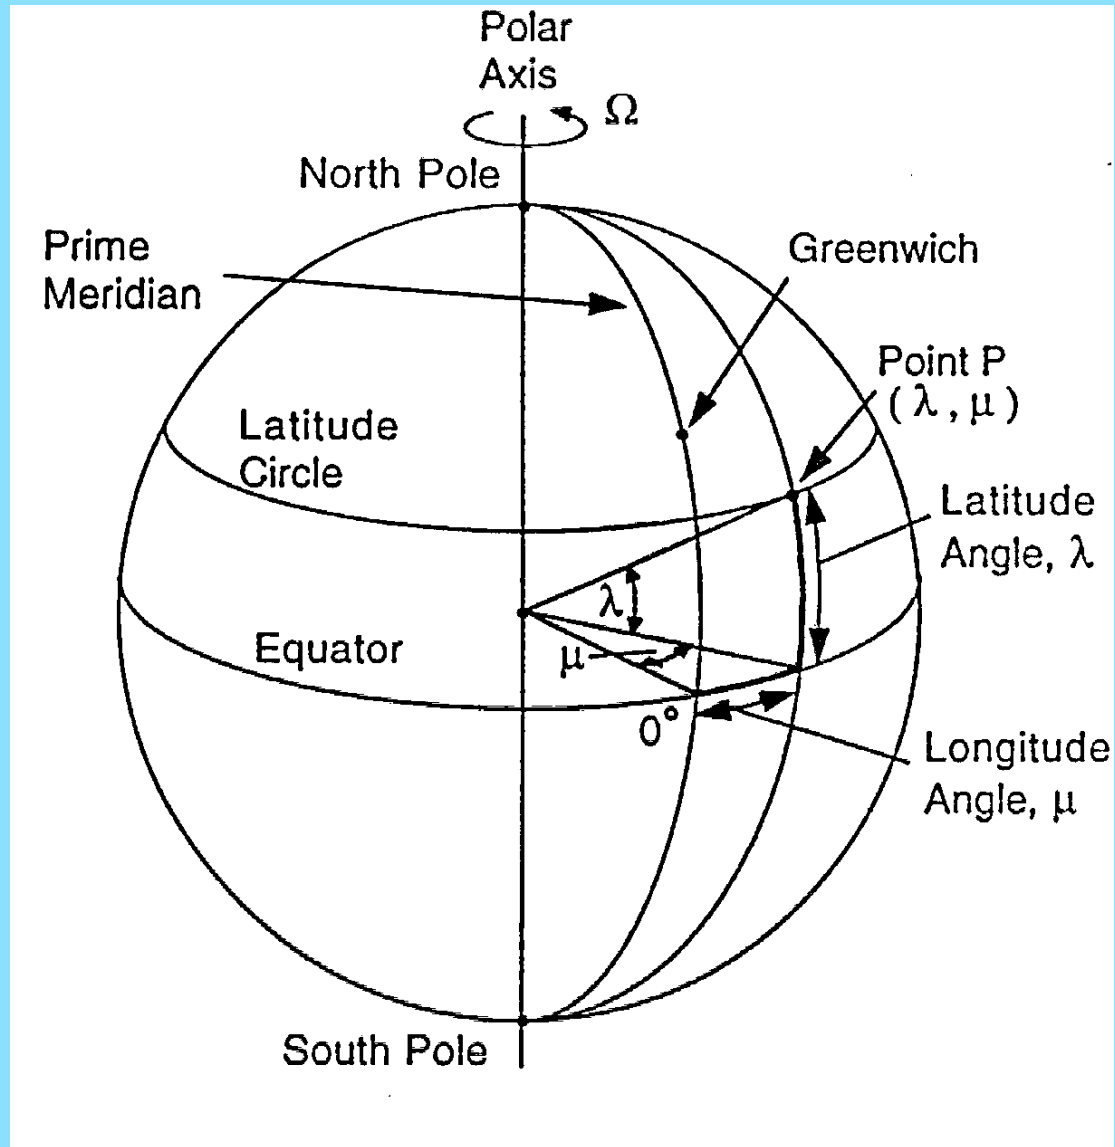 Polar
Axis
Ω
North Pole
Prime
Meridian
Greenwich
Point P
(λ, μ)
Latitude
Circle
Latitude
Angle, λ
λ
Equator
μ
0°
Longitude
Angle, μ
South Pole